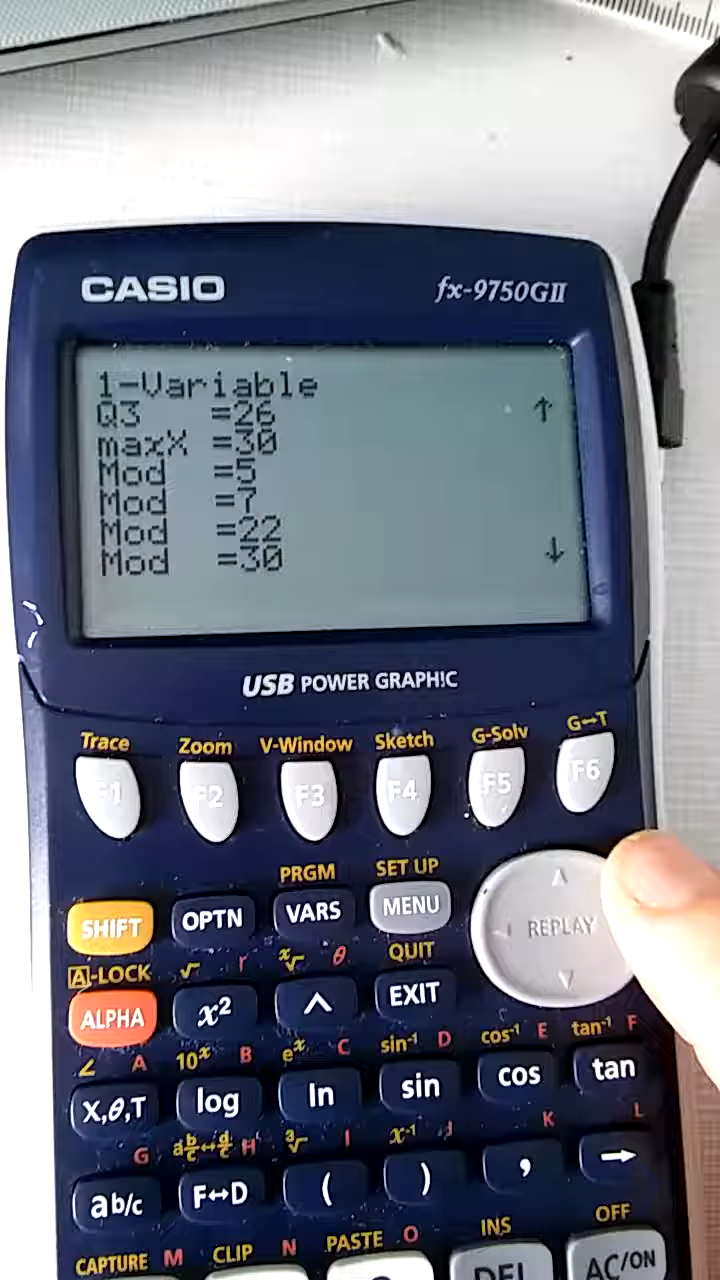 CASIO fx-9750GII
1-Variable
Q3 =26 ↑
maxX =30
Mod =5
Mod =7
Mod =22
Mod =30 ↓
USB POWER GRAPHIC
Trace Zoom V-Window Sketch G-Solv G↔T
F1 F2 F3 F4 F5 F6
PRGM SET UP
SHIFT OPTN VARS MENU REPLAY
A-LOCK √ r ˣ√ θ QUIT
ALPHA x² ^ EXIT
∠ A 10ˣ B eˣ C sin⁻¹ D cos⁻¹ E tan⁻¹ F
X,θ,T log ln sin cos tan
G a b/c↔d/c H ³√ I x⁻¹ J K L
ab/c F↔D ( ) , →
CAPTURE M CLIP N PASTE O INS OFF
DEL AC/ON